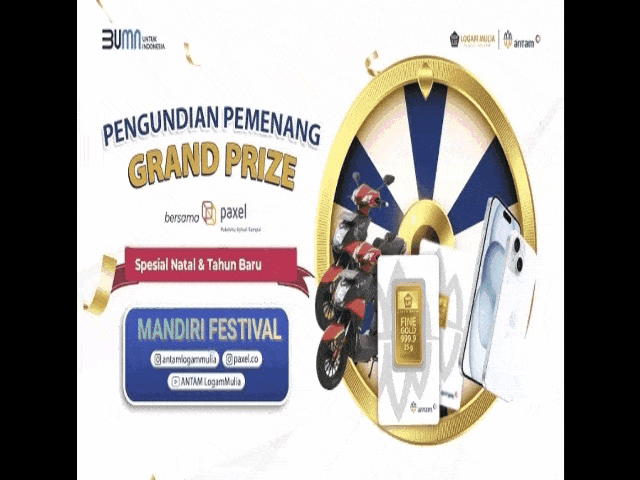 BUMN UNTUK INDONESIA
LOGAM MULIA
antam
PENGUNDIAN PEMENANG
GRAND PRIZE
bersama paxel
Spesial Natal & Tahun Baru
MANDIRI FESTIVAL
antamlogammulia
paxel.co
ANTAM LogamMulia
FINE
GOLD
999.9
25 g
antam